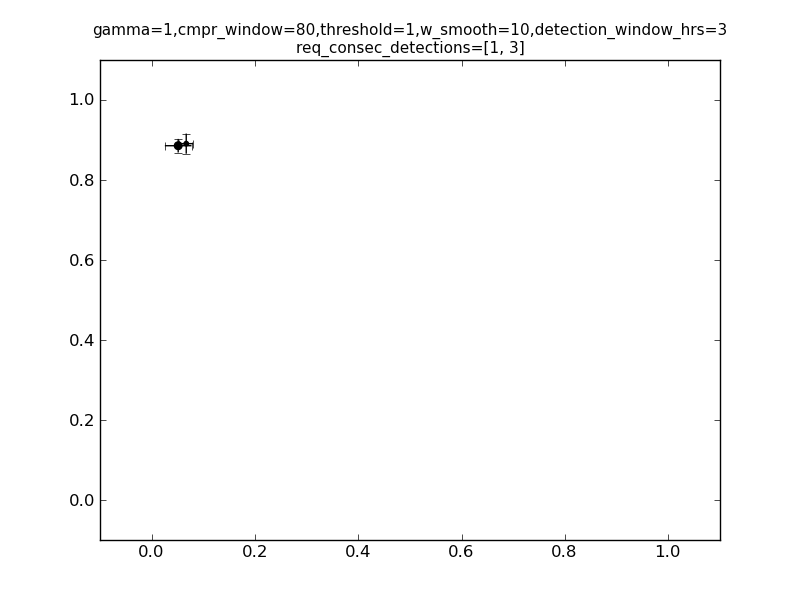 gamma=1,cmpr_window=80,threshold=1,w_smooth=10,detection_window_hrs=3
req_consec_detections=[1, 3]
1.0
0.8
0.6
0.4
0.2
0.0
0.0 0.2 0.4 0.6 0.8 1.0